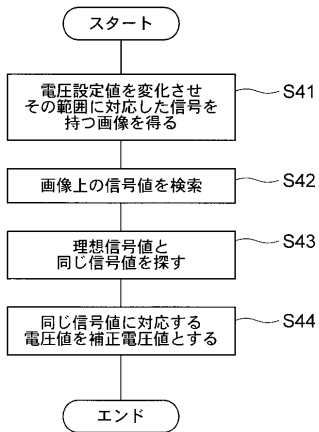 スタート
電圧設定値を変化させ
その範囲に対応した信号を
持つ画像を得る
S41
画像上の信号値を検索
S42
理想信号値と
同じ信号値を探す
S43
同じ信号値に対応する
電圧値を補正電圧値とする
S44
エンド